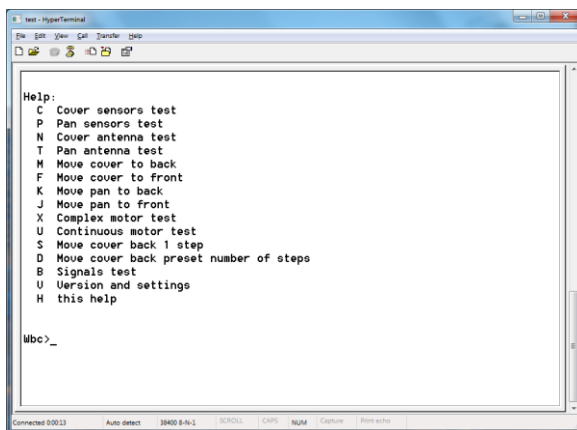 test - HyperTerminal
File Edit View Call Transfer Help
Help:
C Cover sensors test
P Pan sensors test
N Cover antenna test
T Pan antenna test
M Move cover to back
F Move cover to front
K Move pan to back
J Move pan to front
X Complex motor test
U Continuous motor test
S Move cover back 1 step
D Move cover back preset number of steps
B Signals test
V Version and settings
H this help
Wbc>_
Connected 0:00:13 Auto detect 38400 8-N-1 SCROLL CAPS NUM Capture Print echo